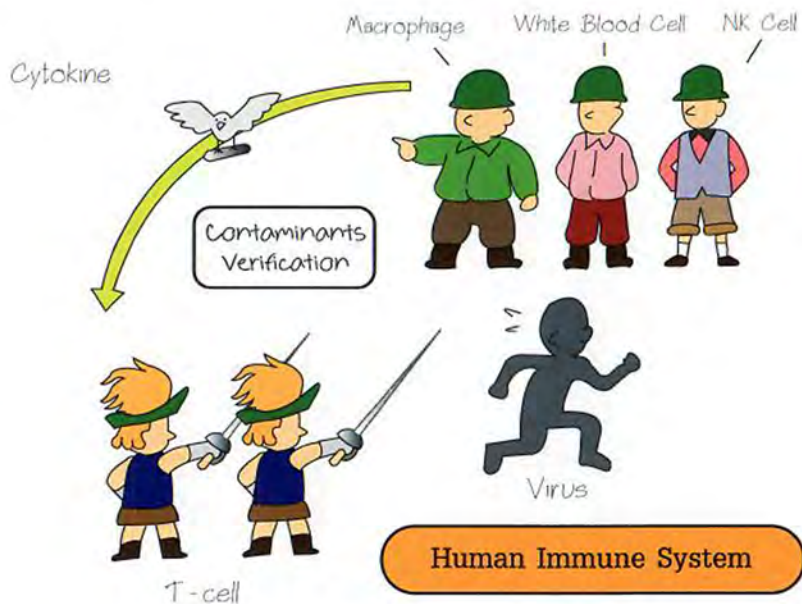 Macrophage
White Blood Cell
NK Cell
Cytokine
Contaminants
Verification
Virus
T-cell
Human Immune System